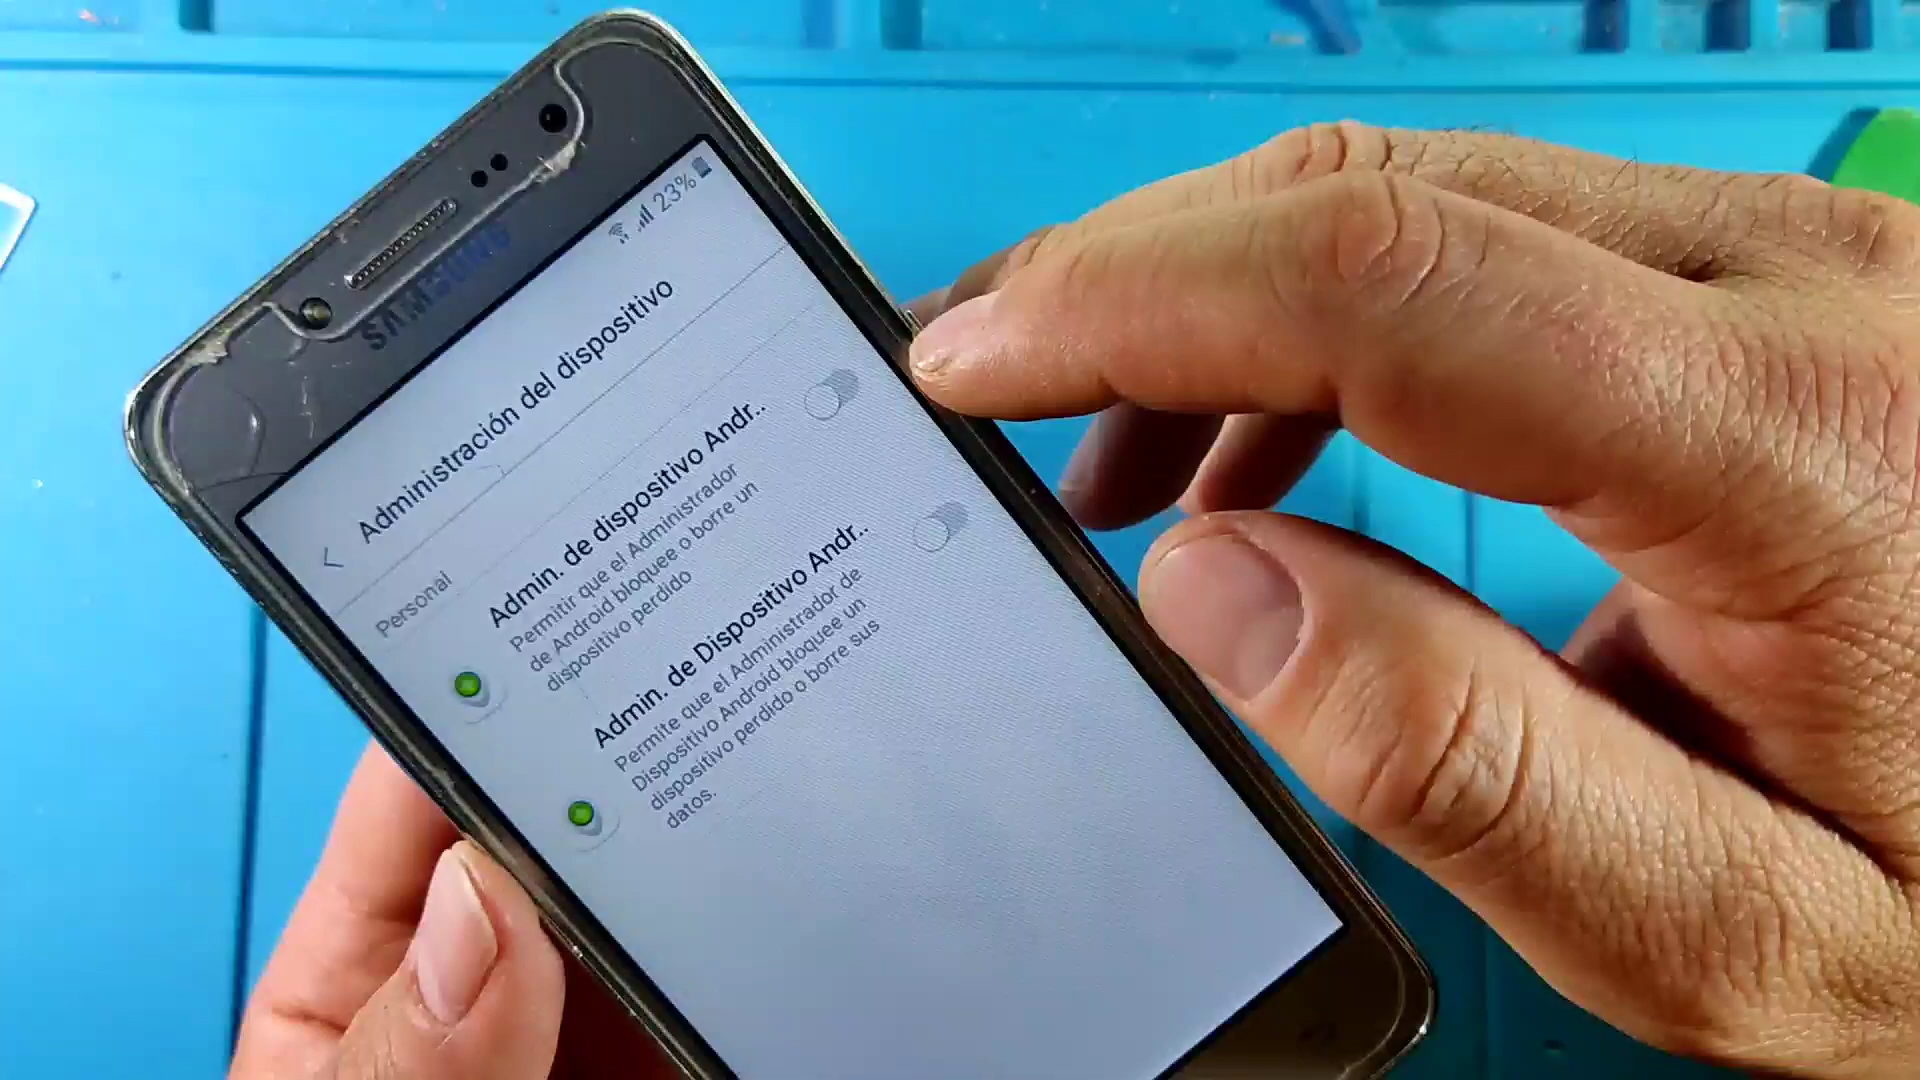 SAMSUNG
23%
Administración del dispositivo
Personal
Admin. de dispositivo Andr..
Permitir que el Administrador
de Android bloquee o borre un
dispositivo perdido
Admin. de Dispositivo Andr..
Permite que el Administrador de
Dispositivo Android bloquee un
dispositivo perdido o borre sus
datos.